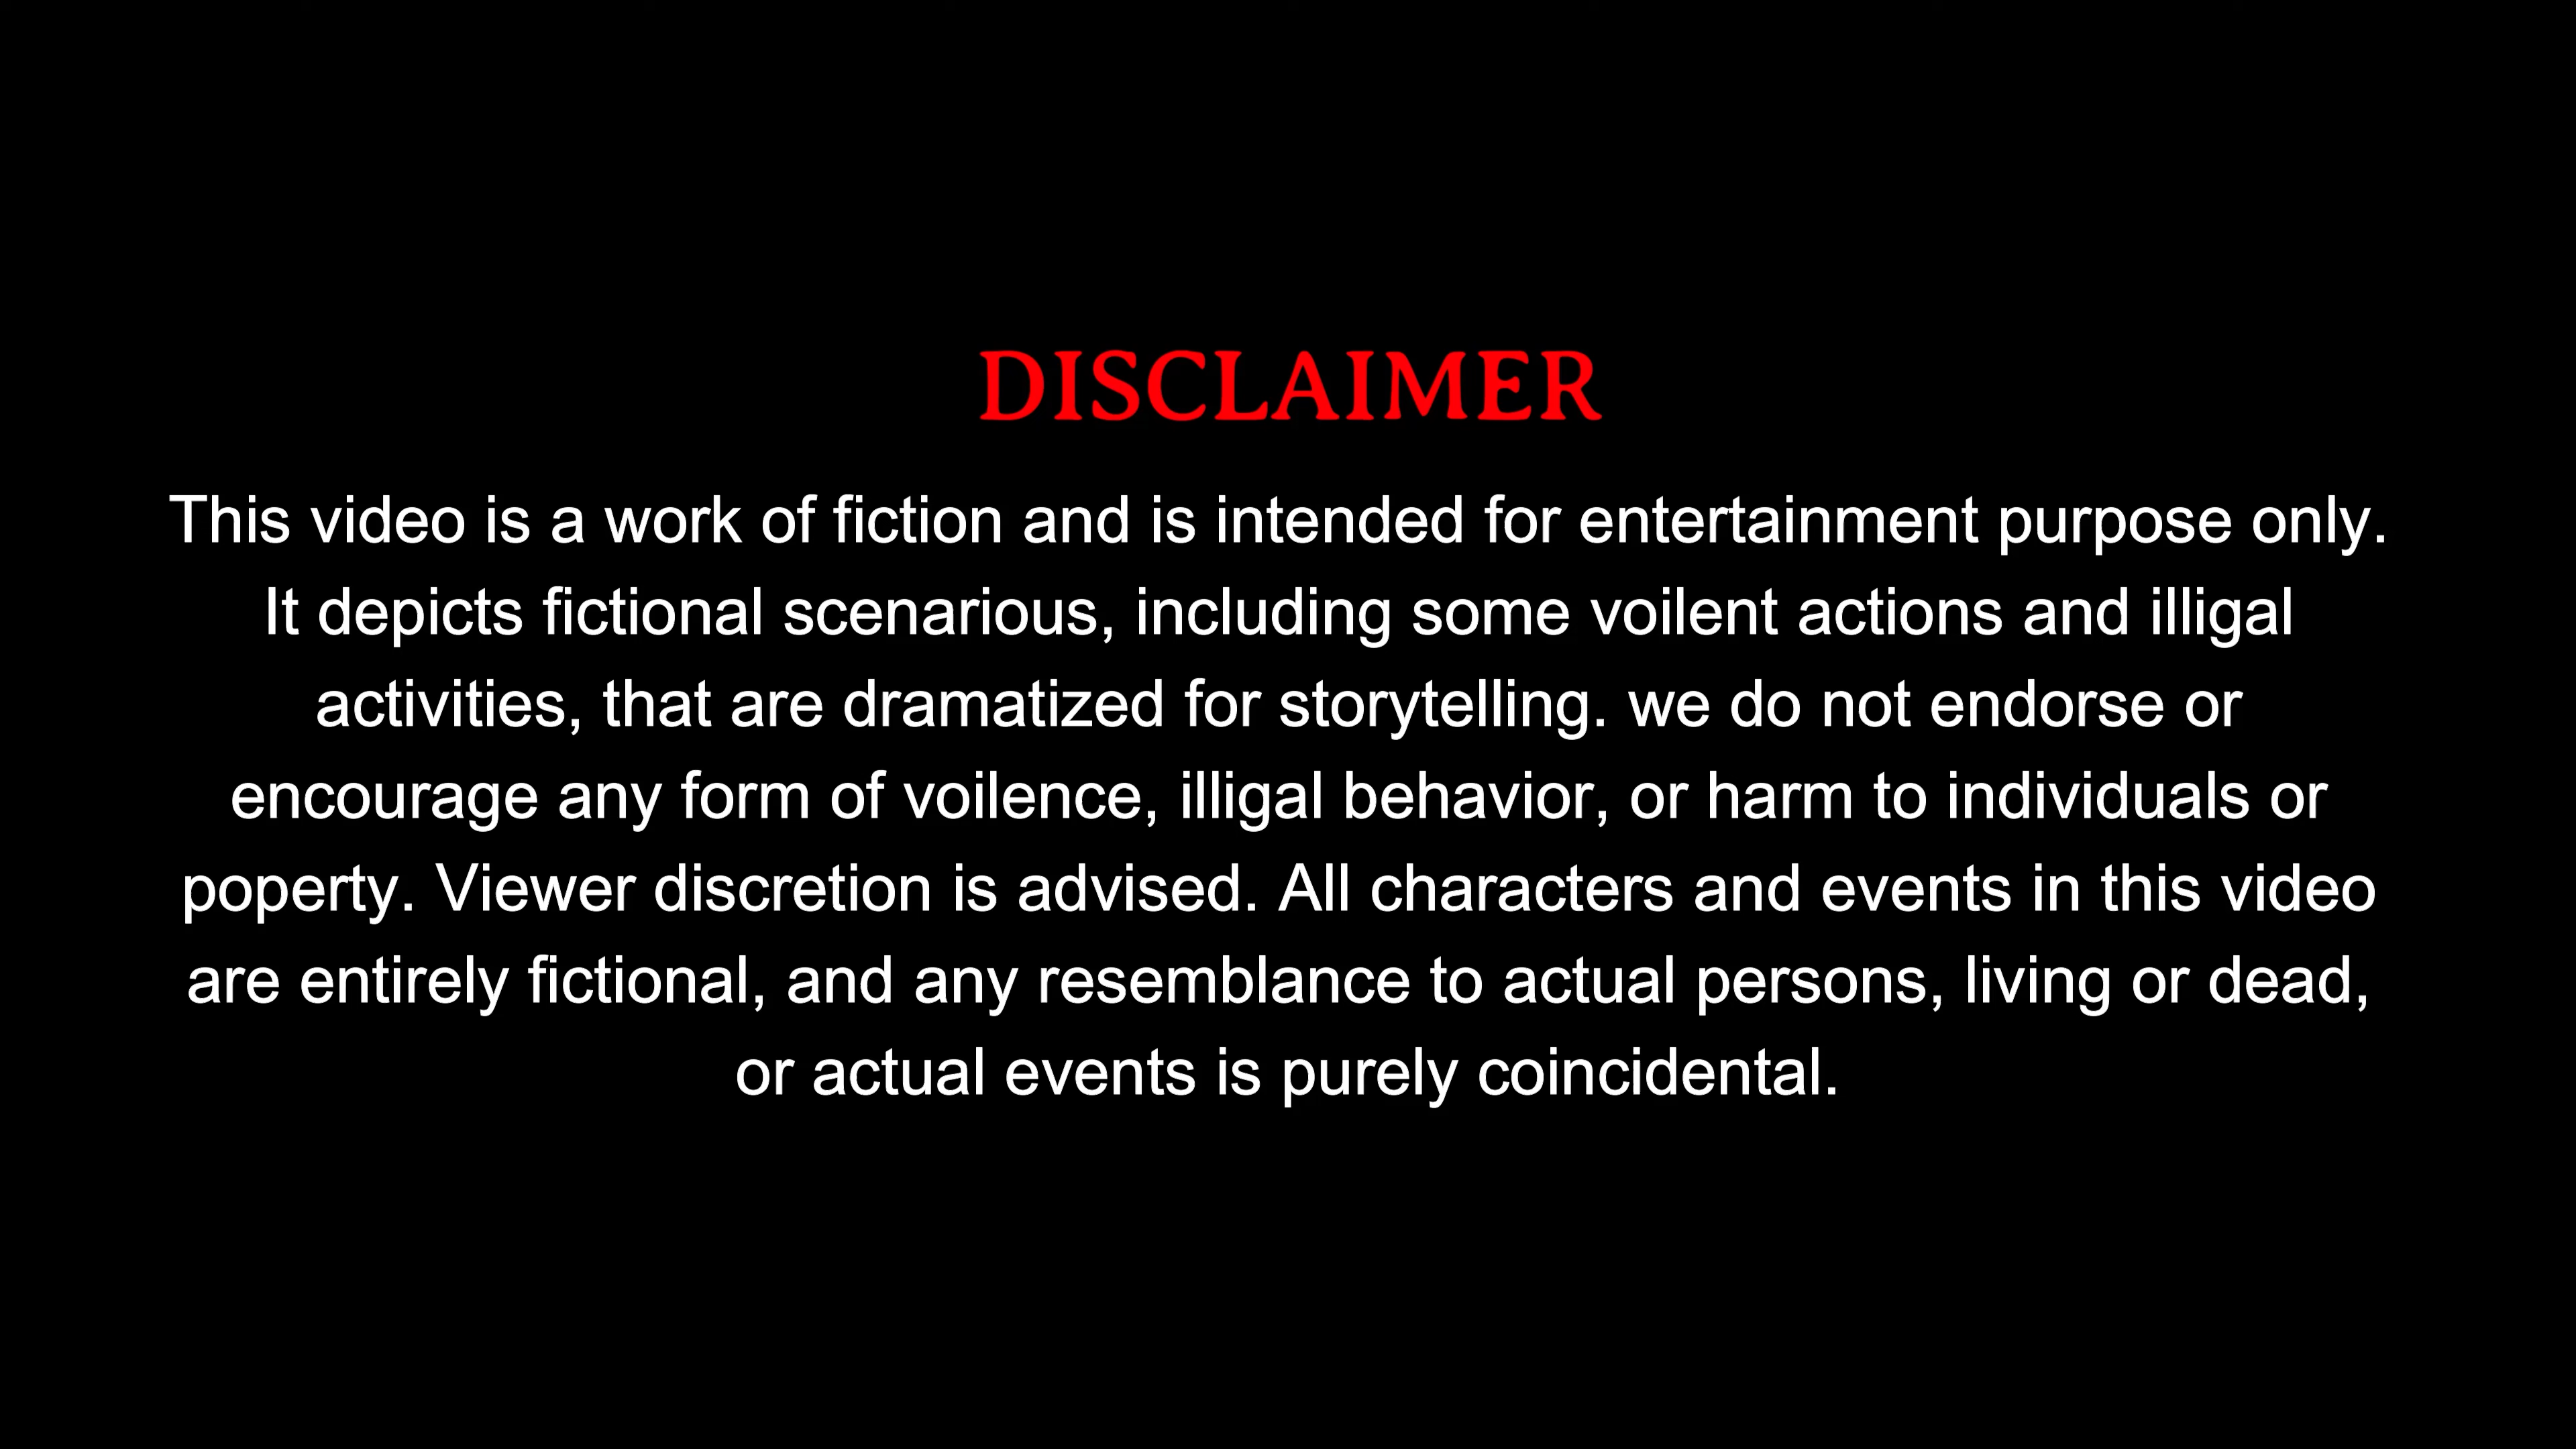 DISCLAIMER
This video is a work of fiction and is intended for entertainment purpose only.
It depicts fictional scenarious, including some voilent actions and illigal
activities, that are dramatized for storytelling. we do not endorse or
encourage any form of voilence, illigal behavior, or harm to individuals or
poperty. Viewer discretion is advised. All characters and events in this video
are entirely fictional, and any resemblance to actual persons, living or dead,
or actual events is purely coincidental.